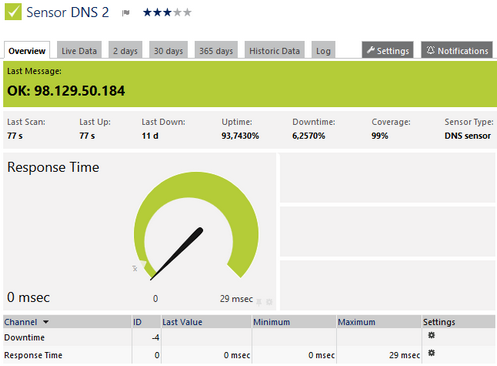 Sensor DNS 2
Overview Live Data 2 days 30 days 365 days Historic Data Log Settings Notifications
Last Message:
OK: 98.129.50.184
Last Scan: Last Up: Last Down: Uptime: Downtime: Coverage: Sensor Type:
77 s 77 s 11 d 93,7430% 6,2570% 99% DNS sensor
Response Time
0 msec 0 29 msec
Channel ID Last Value Minimum Maximum Settings
Downtime -4
Response Time 0 0 msec 0 msec 29 msec